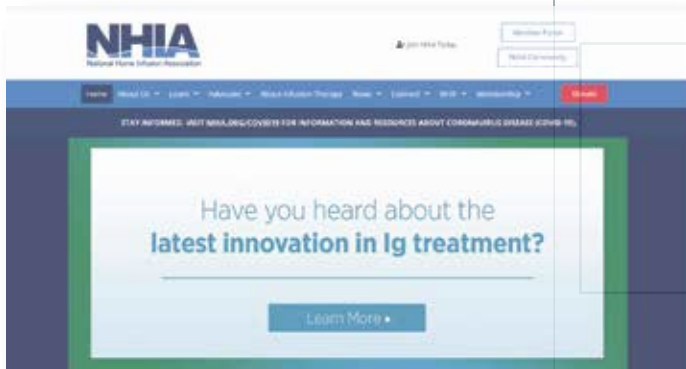 NHIA
National Home Infusion Association
Join NHIA Today
Member Portal
NHIA Community
Home About Us Learn Advocate About Infusion Therapy News Connect Membership Donate
STAY INFORMED: VISIT NHIA.ORG/COVID19 FOR INFORMATION AND RESOURCES ABOUT CORONAVIRUS DISEASE (COVID-19).
Have you heard about the
latest innovation in Ig treatment?
Learn More